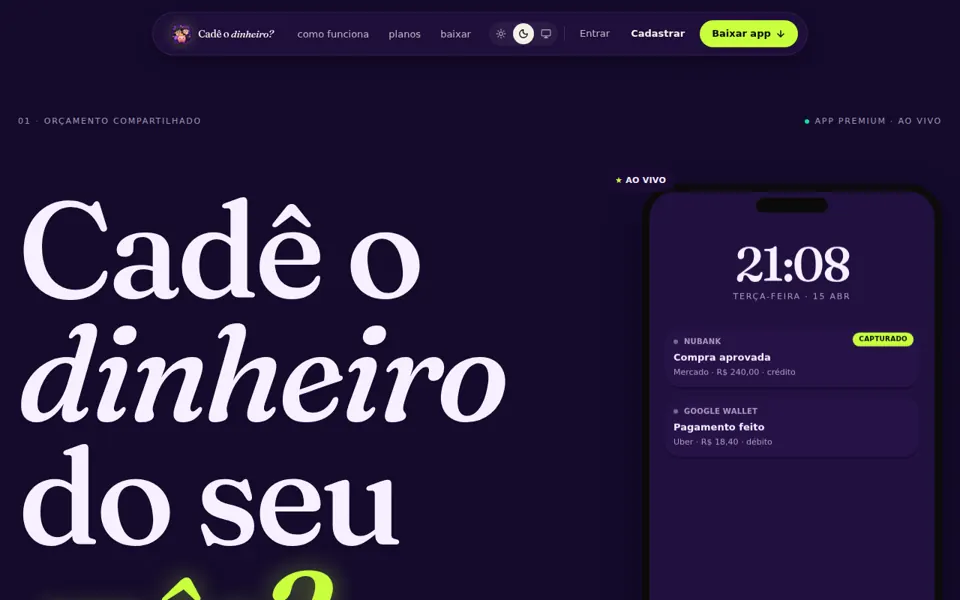 Cadê o dinheiro?
como funciona
planos
baixar
Entrar
Cadastrar
Baixar app ↓
01 · ORÇAMENTO COMPARTILHADO
APP PREMIUM · AO VIVO
★ AO VIVO
Cadê o
dinheiro
do seu
21:08
TERÇA-FEIRA · 15 ABR
NUBANK
CAPTURADO
Compra aprovada
Mercado · R$ 240,00 · crédito
GOOGLE WALLET
Pagamento feito
Uber · R$ 18,40 · débito